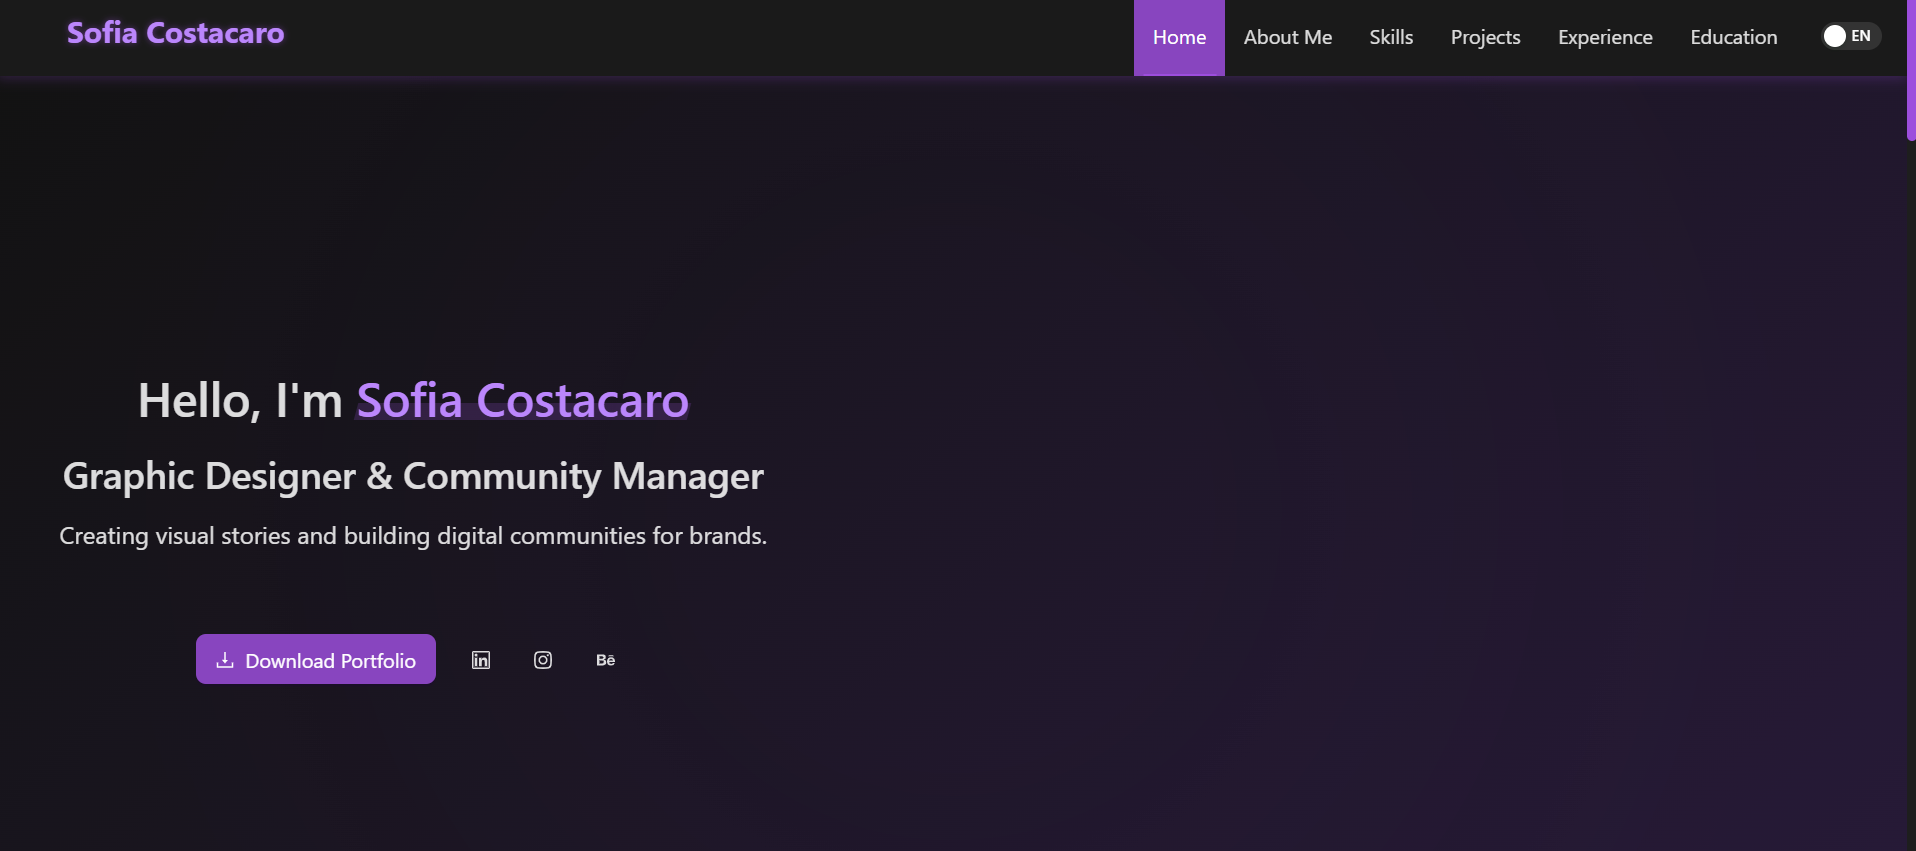 Sofia Costacaro
Home About Me Skills Projects Experience Education EN
Hello, I'm Sofia Costacaro
Graphic Designer & Community Manager
Creating visual stories and building digital communities for brands.
Download Portfolio in Bē